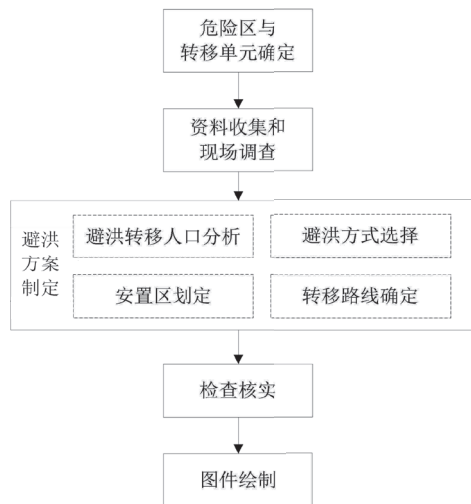 危险区与
转移单元确定
资料收集和
现场调查
避洪
方案
制定
避洪转移人口分析
避洪方式选择
安置区划定
转移路线确定
检查核实
图件绘制